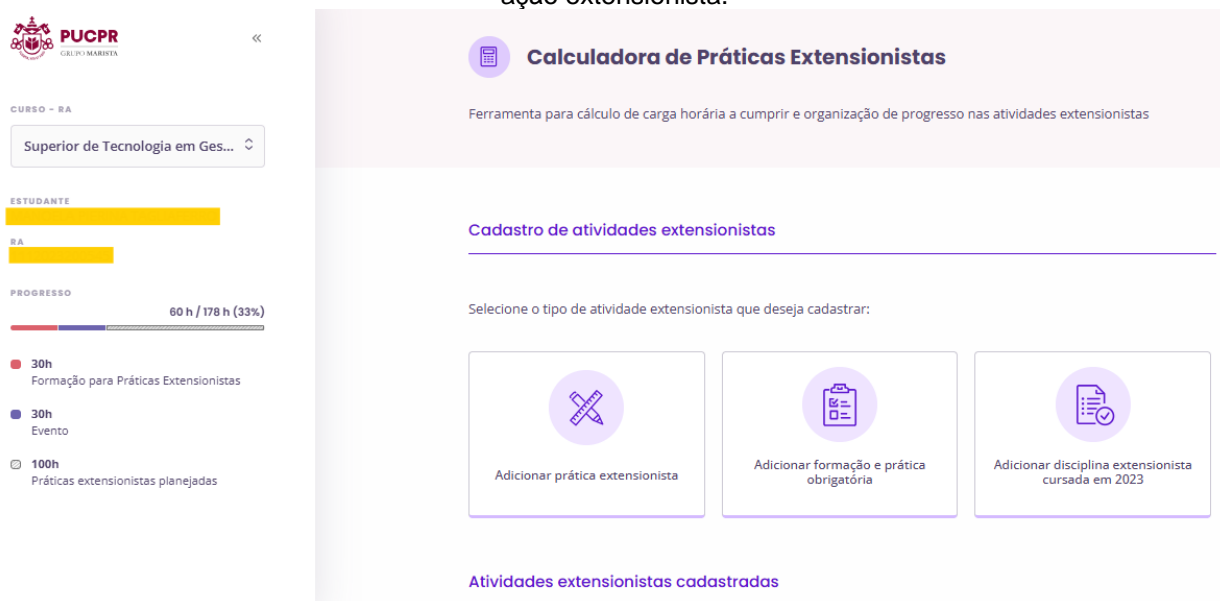 ação extensionista.
PUCPR
GRUPO MARISTA
«
CURSO - RA
Superior de Tecnologia em Ges...
ESTUDANTE
RA
PROGRESSO
60 h / 178 h (33%)
30h
Formação para Práticas Extensionistas
30h
Evento
100h
Práticas extensionistas planejadas
Calculadora de Práticas Extensionistas
Ferramenta para cálculo de carga horária a cumprir e organização de progresso nas atividades extensionistas
Cadastro de atividades extensionistas
Selecione o tipo de atividade extensionista que deseja cadastrar:
Adicionar prática extensionista
Adicionar formação e prática
obrigatória
Adicionar disciplina extensionista
cursada em 2023
Atividades extensionistas cadastradas